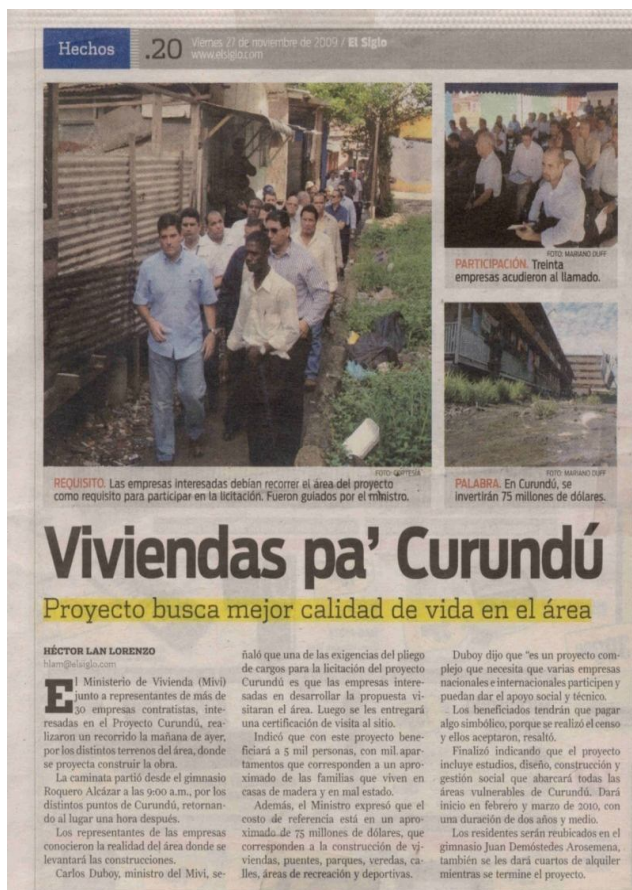 Hechos
.20
Viernes 27 de noviembre de 2009 / El Siglo
www.elsiglo.com
FOTO: CORTESÍA
REQUISITO. Las empresas interesadas debían recorrer el área del proyecto
como requisito para participar en la licitación. Fueron guiados por el ministro.
FOTO: MARIANO DUFF
PARTICIPACIÓN. Treinta
empresas acudieron al llamado.
FOTO: MARIANO DUFF
PALABRA. En Curundú, se
invertirán 75 millones de dólares.
Viviendas pa' Curundú
Proyecto busca mejor calidad de vida en el área
HÉCTOR LAN LORENZO
hlam@elsiglo.com
El Ministerio de Vivienda (Mivi)
junto a representantes de más de
30 empresas contratistas, inte-
resadas en el Proyecto Curundú, rea-
lizaron un recorrido la mañana de ayer,
por los distintos terrenos del área, donde
se proyecta construir la obra.
La caminata partió desde el gimnasio
Roquero Alcázar a las 9:00 a.m., por los
distintos puntos de Curundú, retornan-
do al lugar una hora después.
Los representantes de las empresas
conocieron la realidad del área donde se
levantará las construcciones.
Carlos Duboy, ministro del Mivi, se-
ñaló que una de las exigencias del pliego
de cargos para la licitación del proyecto
Curundú es que las empresas intere-
sadas en desarrollar la propuesta vi-
sitaran el área. Luego se les entregará
una certificación de visita al sitio.
Indicó que con este proyecto bene-
ficiará a 5 mil personas, con mil apar-
tamentos que corresponden a un
aproximado de las familias que viven en
casas de madera y en mal estado.
Además, el Ministro expresó que el
costo de referencia está en un apro-
ximado de 75 millones de dólares, que
corresponden a la construcción de vi-
viendas, puentes, parques, veredas, ca-
lles, áreas de recreación y deportivas.
Duboy dijo que "es un proyecto com-
plejo que necesita que varias empresas
nacionales e internacionales participen y
puedan dar el apoyo social y técnico.
Los beneficiados tendrán que pagar
algo simbólico, porque se realizó el censo
y ellos aceptaron, resaltó.
Finalizó indicando que el proyecto
incluye estudios, diseño, construcción y
gestión social que abarcará todas las
áreas vulnerables de Curundú. Dará
inicio en febrero y marzo de 2010, con
una duración de dos años y medio.
Los residentes serán reubicados en el
gimnasio Juan Demóstedes Arosemena,
también se les dará cuartos de alquiler
mientras se termine el proyecto.